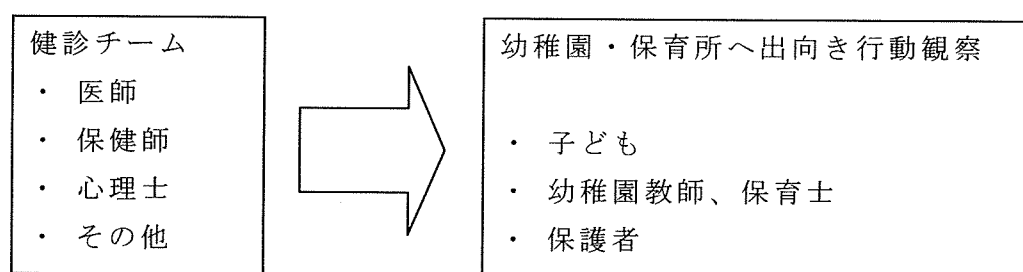 健診チーム
・ 医師
・ 保健師
・ 心理士
・ その他
幼稚園・保育所へ出向き行動観察
・ 子ども
・ 幼稚園教師、保育士
・ 保護者